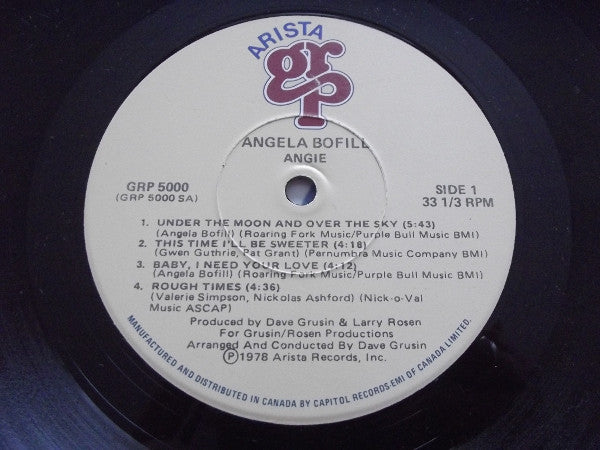 ARISTA
grp
ANGELA BOFILL
ANGIE
GRP 5000
(GRP 5000 SA)
SIDE 1
33 1/3 RPM
1. UNDER THE MOON AND OVER THE SKY (5:43)
(Angela Bofill) (Roaring Fork Music/Purple Bull Music BMI)
2. THIS TIME I'LL BE SWEETER (4:18)
(Gwen Guthrie, Pat Grant) (Pernumbra Music Company BMI)
3. BABY, I NEED YOUR LOVE (4:12)
(Angela Bofill) (Roaring Fork Music/Purple Bull Music BMI)
4. ROUGH TIMES (4:36)
(Valerie Simpson, Nickolas Ashford) (Nick-o-Val
Music ASCAP)
Produced by Dave Grusin & Larry Rosen
For Grusin/Rosen Productions
Arranged And Conducted By Dave Grusin
Ⓟ1978 Arista Records, Inc.
MANUFACTURED AND DISTRIBUTED IN CANADA BY CAPITOL RECORDS-EMI OF CANADA LIMITED.